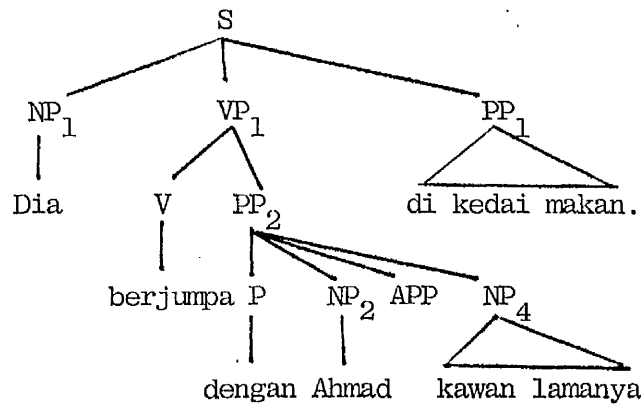 S
NP1 VP1 PP1
Dia V PP2 di kedai makan.
berjumpa P NP2 APP NP4
dengan Ahmad kawan lamanya